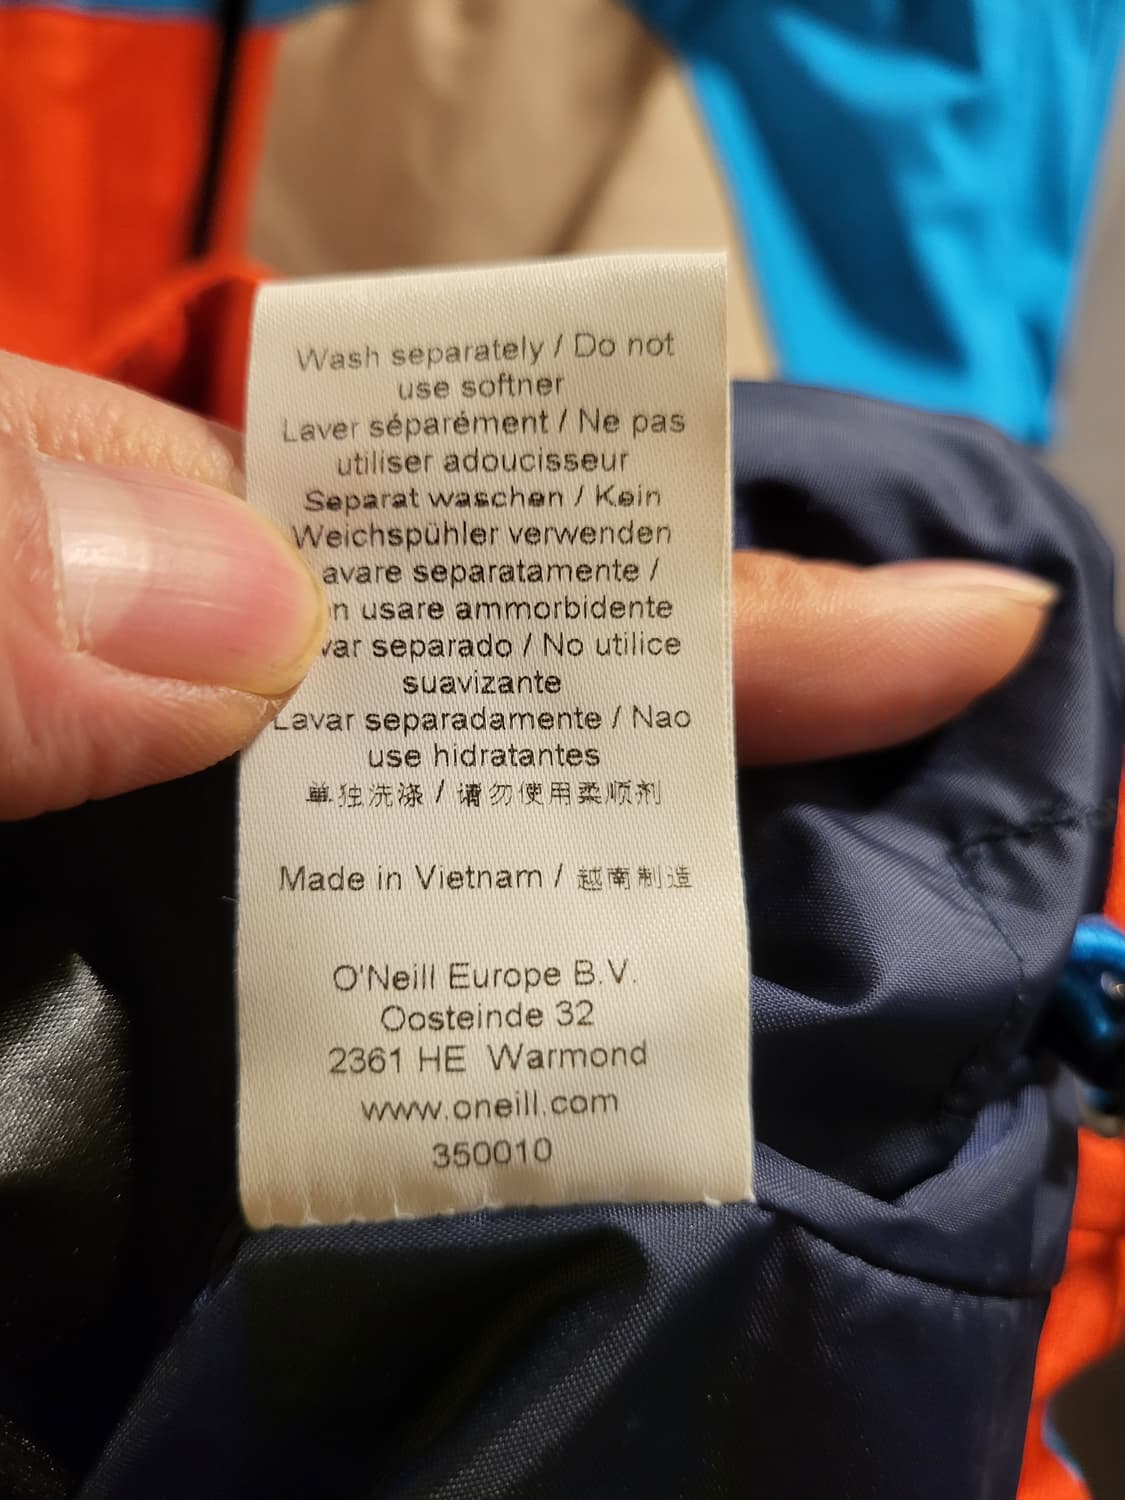 Wash separately / Do not
use softner
Laver séparément / Ne pas
utiliser adoucisseur
Separat waschen / Kein
Weichspühler verwenden
avare separatamente /
n usare ammorbidente
var separado / No utilice
suavizante
Lavar separadamente / Nao
use hidratantes
单独洗涤 / 请勿使用柔顺剂
Made in Vietnam / 越南制造
O'Neill Europe B.V.
Oosteinde 32
2361 HE Warmond
www.oneill.com
350010